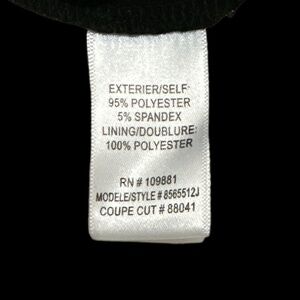 EXTERIER/SELF:
95% POLYESTER
5% SPANDEX
LINING/DOUBLURE:
100% POLYESTER
RN # 109881
MODELE/STYLE # 8565512J
COUPE CUT # 88041